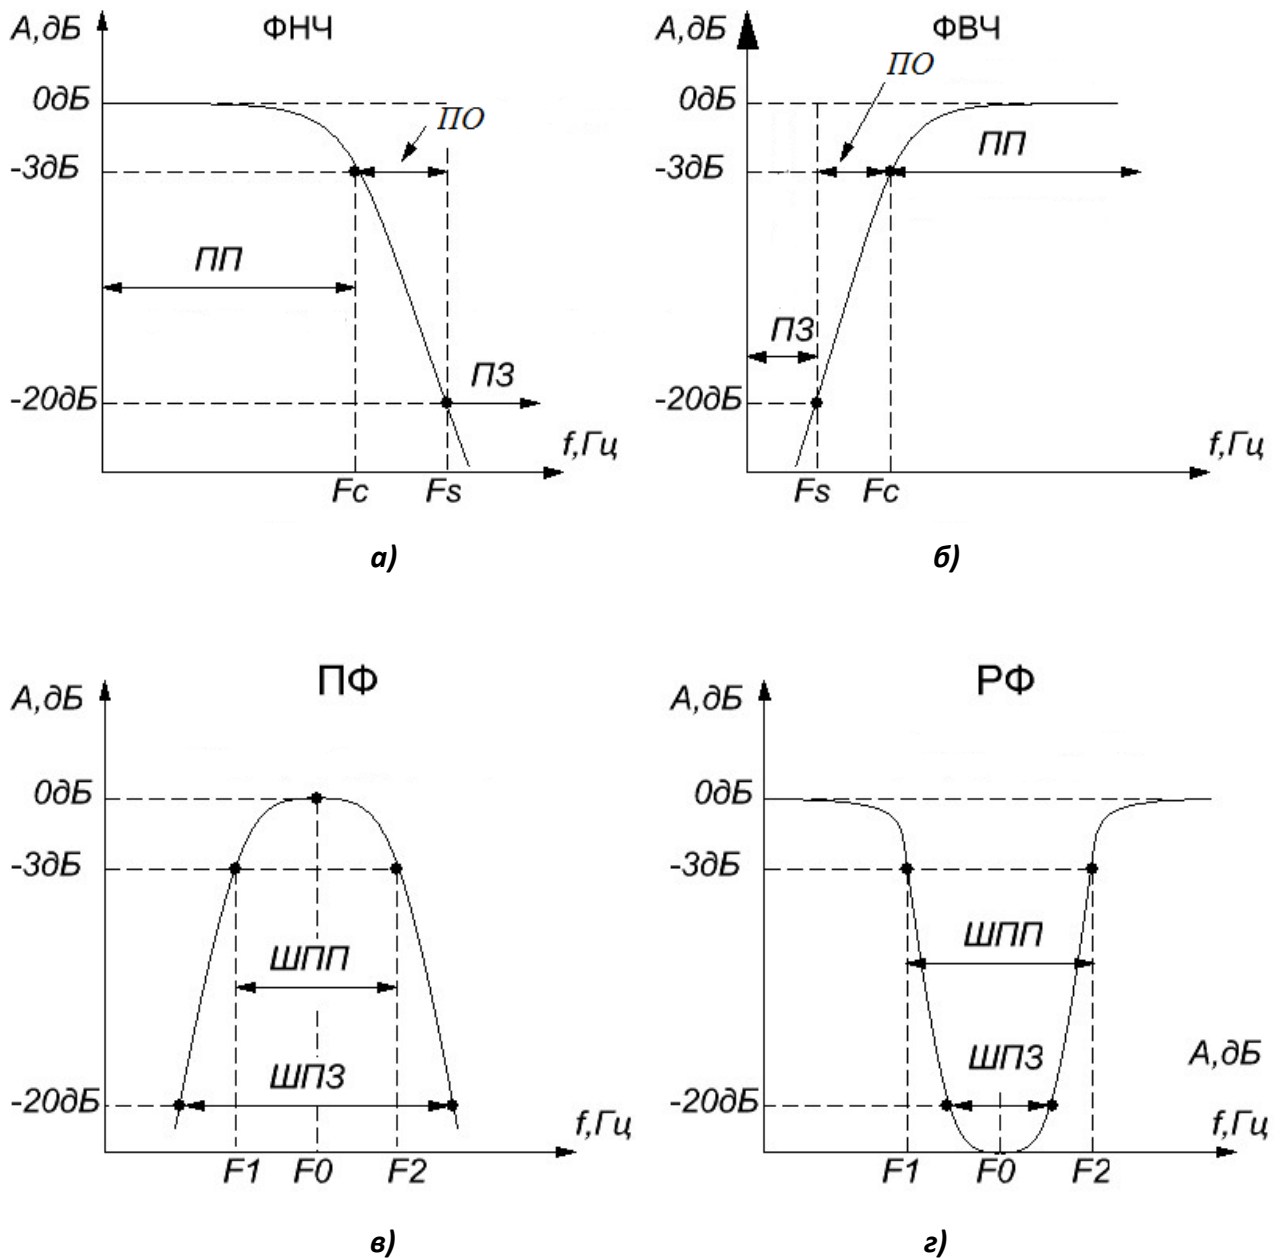 А,дБ
ФНЧ
0дБ
ПО
-3дБ
ПП
ПЗ
-20дБ
f,Гц
Fc
Fs
а)
А,дБ
ФВЧ
ПО
0дБ
ПП
-3дБ
ПЗ
-20дБ
f,Гц
Fs
Fc
б)
ПФ
А,дБ
0дБ
-3дБ
ШПП
ШПЗ
-20дБ
f,Гц
F1
F0
F2
в)
РФ
А,дБ
0дБ
-3дБ
ШПП
ШПЗ
А,дБ
-20дБ
f,Гц
F1
F0
F2
г)